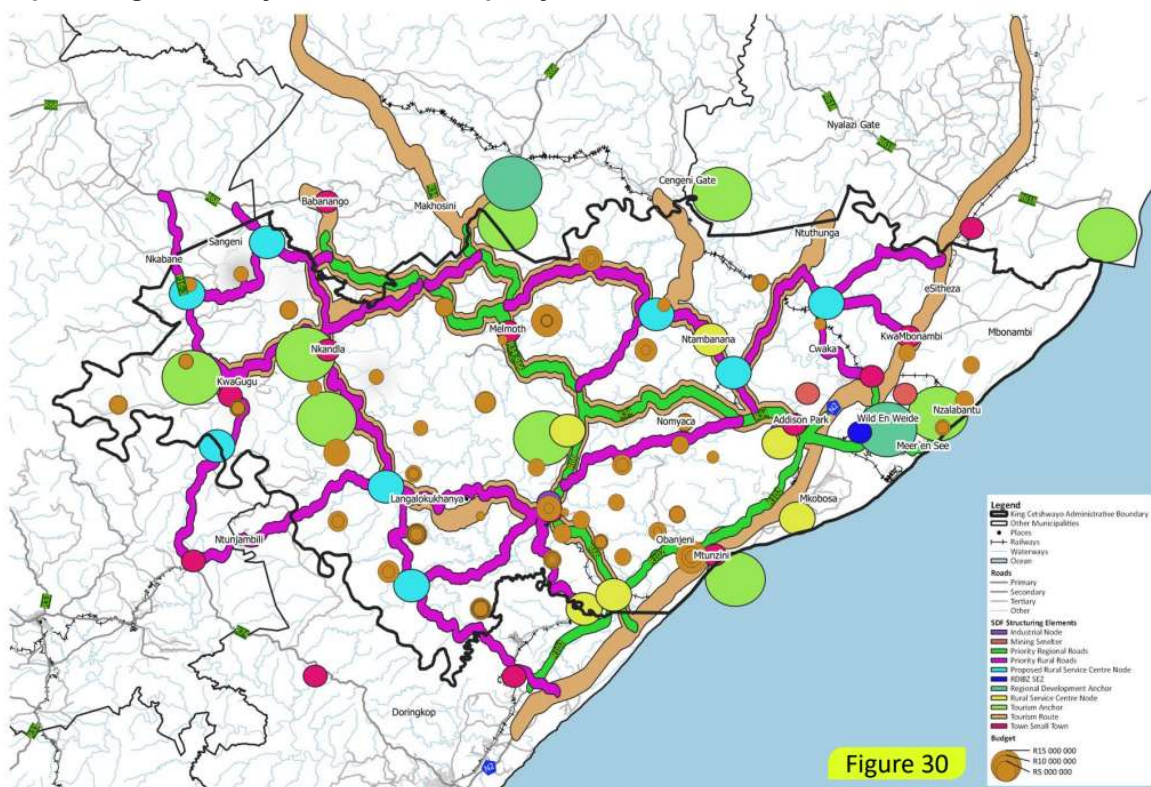 Nyalazi Gate
Cengeni Gate
Babanango
Makhosini
Ntuthunga
Sangeni
Nkabane
eSitheza
Mbonambi
Melmoth
Ntambanana
KwaMbonambi
Cwaka
Nkandla
KwaGugu
Nomyaca
Addison Park
N2
Wild En Weide
Nzalabantu
Meer en See
Langalokukhanya
Mkobosa
Ntunjambili
Obanjeni
Mtunzini
Doringkop
N2
Figure 30
Legend
King Cetshwayo Administrative Boundary
Other Municipalities
Places
Railways
Waterways
Ocean
Roads
Primary
Secondary
Tertiary
Other
SDF Structuring Elements
Industrial Node
Mining Smelter
Priority Regional Roads
Priority Rural Roads
Proposed Rural Service Centre Node
RDIBZ SEZ
Regional Development Anchor
Rural Service Centre Node
Tourism Anchor
Tourism Route
Town Small Town
Budget
R15 000 000
R10 000 000
R5 000 000